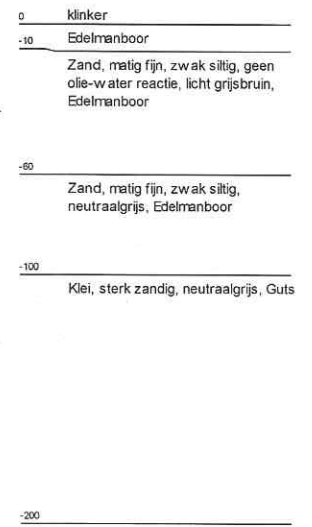 0 klinker
-10 Edelmanboor
Zand, matig fijn, zwak siltig, geen
olie-water reactie, licht grijsbruin,
Edelmanboor
-60
Zand, matig fijn, zwak siltig,
neutraalgrijs, Edelmanboor
-100
Klei, sterk zandig, neutraalgrijs, Guts
-200